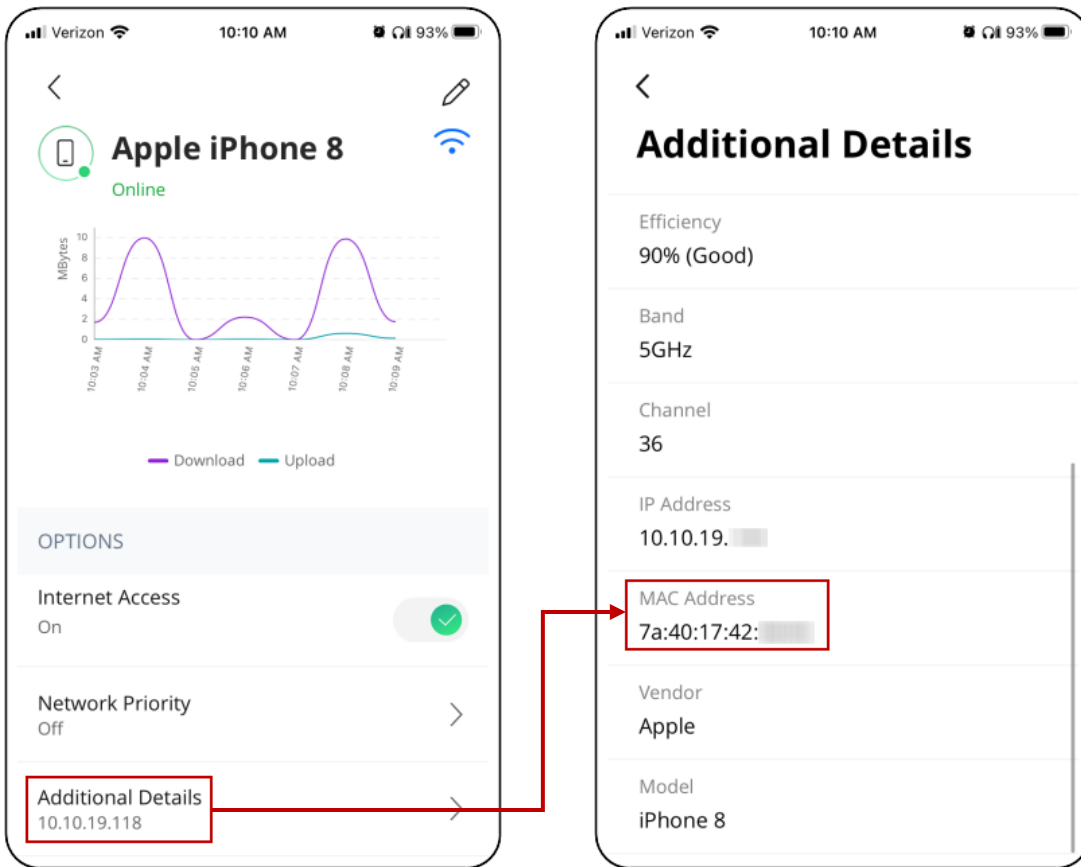 Verizon 10:10 AM 93%
Apple iPhone 8
Online
MBytes
10
8
6
4
2
0
10:03 AM
10:04 AM
10:05 AM
10:06 AM
10:07 AM
10:08 AM
10:09 AM
Download Upload
OPTIONS
Internet Access
On
Network Priority
Off
Additional Details
10.10.19.118
Verizon 10:10 AM 93%
Additional Details
Efficiency
90% (Good)
Band
5GHz
Channel
36
IP Address
10.10.19.
MAC Address
7a:40:17:42:
Vendor
Apple
Model
iPhone 8